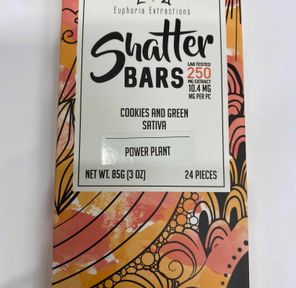 Euphoria Extractions
Shatter
BARS
LAB TESTED
250
MG EXTRACT
10.4 MG
MG PER PC
COOKIES AND GREEN
SATIVA
POWER PLANT
NET WT. 85G (3 OZ)
24 PIECES